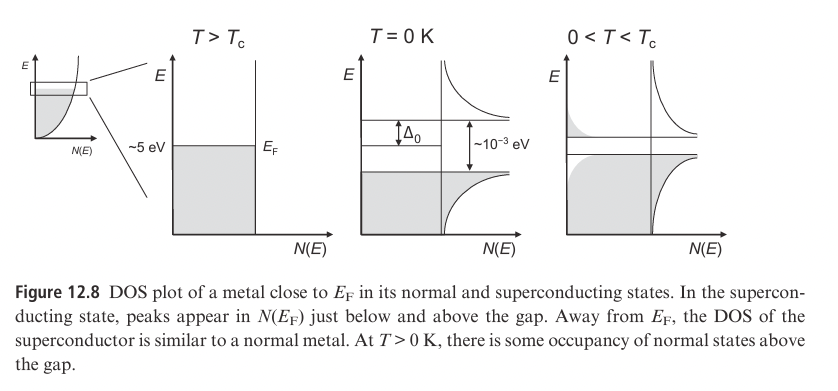 T > Tc
T = 0 K
0 < T < Tc
E
N(E)
E
~5 eV
EF
N(E)
E
Δ0
~10⁻³ eV
N(E)
E
N(E)
Figure 12.8 DOS plot of a metal close to EF in its normal and superconducting states. In the supercon-
ducting state, peaks appear in N(EF) just below and above the gap. Away from EF, the DOS of the
superconductor is similar to a normal metal. At T > 0 K, there is some occupancy of normal states above
the gap.